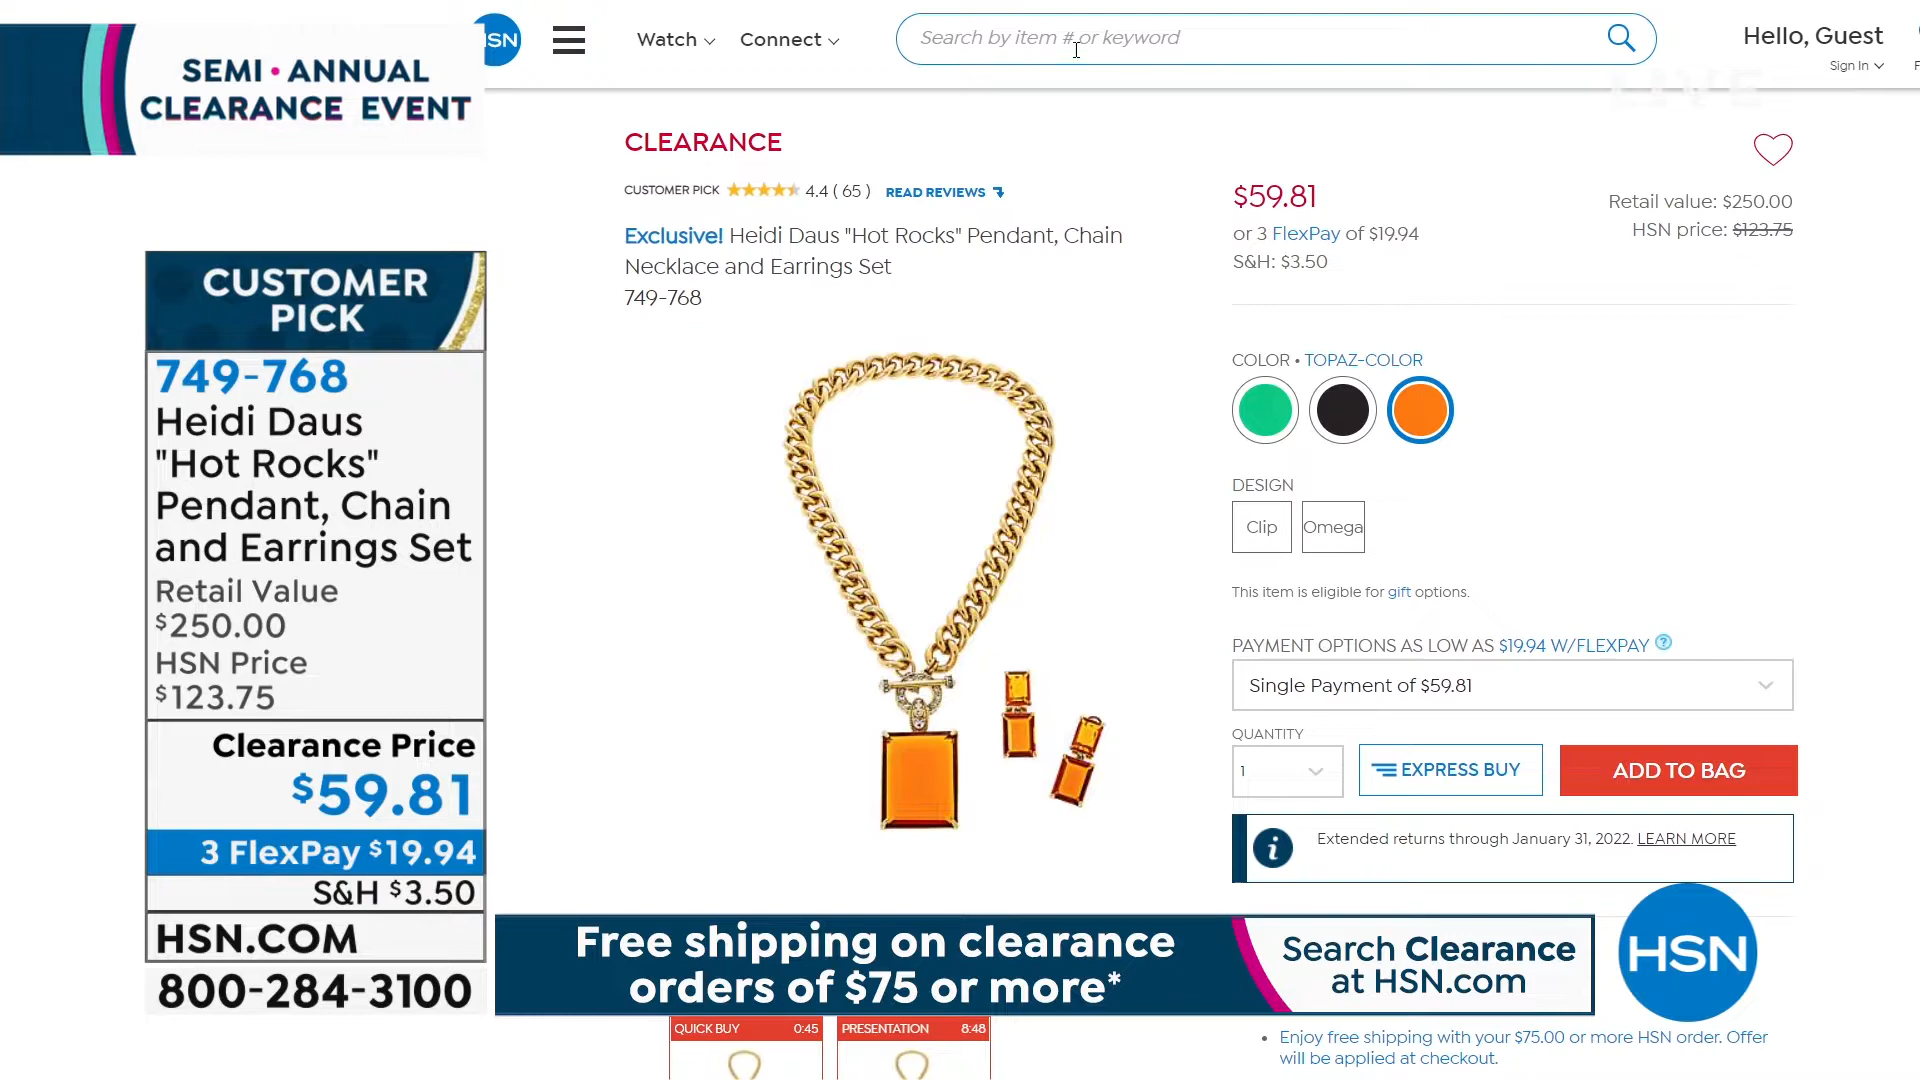 SEMI • ANNUAL
CLEARANCE EVENT
HSN
Watch
Connect
Search by item # or keyword
Hello, Guest
Sign In
LIVE
CLEARANCE
CUSTOMER PICK 4.4 ( 65 ) READ REVIEWS
Exclusive! Heidi Daus "Hot Rocks" Pendant, Chain
Necklace and Earrings Set
749-768
$59.81
or 3 FlexPay of $19.94
S&H: $3.50
Retail value: $250.00
HSN price: $123.75
COLOR • TOPAZ-COLOR
DESIGN
Clip
Omega
This item is eligible for gift options.
PAYMENT OPTIONS AS LOW AS $19.94 W/FLEXPAY ?
Single Payment of $59.81
QUANTITY
1
EXPRESS BUY
ADD TO BAG
i
Extended returns through January 31, 2022. LEARN MORE
CUSTOMER
PICK
749-768
Heidi Daus
"Hot Rocks"
Pendant, Chain
and Earrings Set
Retail Value
$250.00
HSN Price
$123.75
Clearance Price
$59.81
3 FlexPay $19.94
S&H $3.50
HSN.COM
800-284-3100
Free shipping on clearance
orders of $75 or more*
Search Clearance
at HSN.com
HSN
QUICK BUY 0:45
PRESENTATION 8:48
• Enjoy free shipping with your $75.00 or more HSN order. Offer
will be applied at checkout.